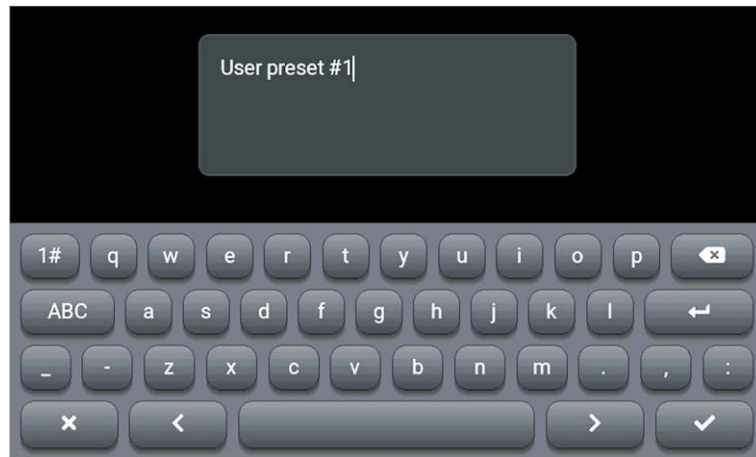 User preset #1
1# q w e r t y u i o p
ABC a s d f g h j k l
_ - z x c v b n m . , :